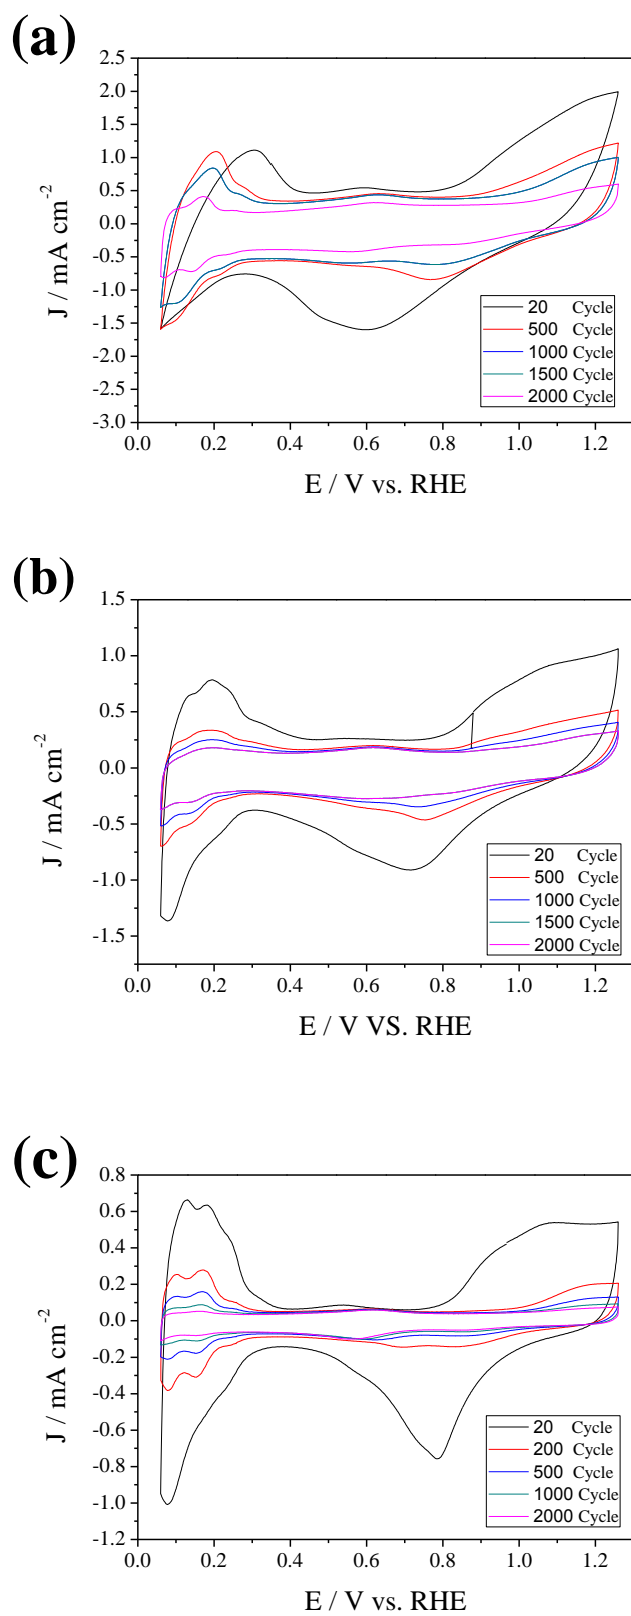 (a)
2.5
2.0
1.5
1.0
0.5
0.0
-0.5
-1.0
-1.5
-2.0
-2.5
-3.0
J / mA cm-2
20 Cycle
500 Cycle
1000 Cycle
1500 Cycle
2000 Cycle
0.0 0.2 0.4 0.6 0.8 1.0 1.2
E / V vs. RHE
(b)
1.5
1.0
0.5
0.0
-0.5
-1.0
-1.5
J / mA cm-2
20 Cycle
500 Cycle
1000 Cycle
1500 Cycle
2000 Cycle
0.0 0.2 0.4 0.6 0.8 1.0 1.2
E / V VS. RHE
(c)
0.8
0.6
0.4
0.2
0.0
-0.2
-0.4
-0.6
-0.8
-1.0
-1.2
J / mA cm-2
20 Cycle
200 Cycle
500 Cycle
1000 Cycle
2000 Cycle
0.0 0.2 0.4 0.6 0.8 1.0 1.2
E / V vs. RHE